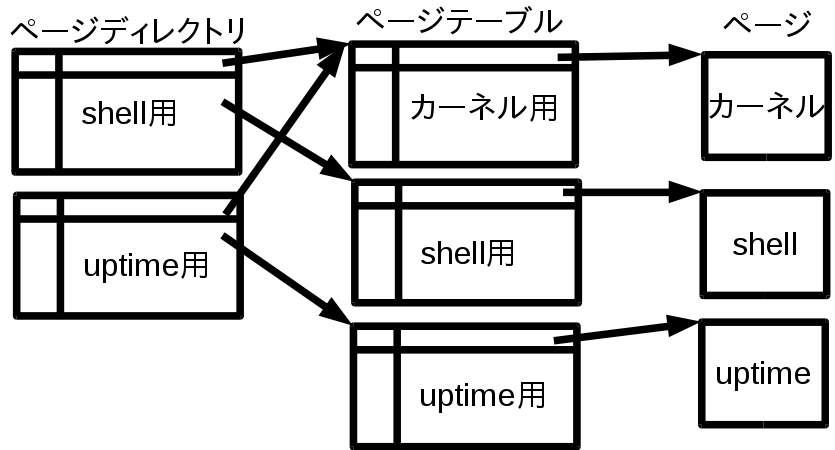 ページディレクトリ
ページテーブル
ページ
shell用
カーネル用
カーネル
uptime用
shell用
shell
uptime用
uptime